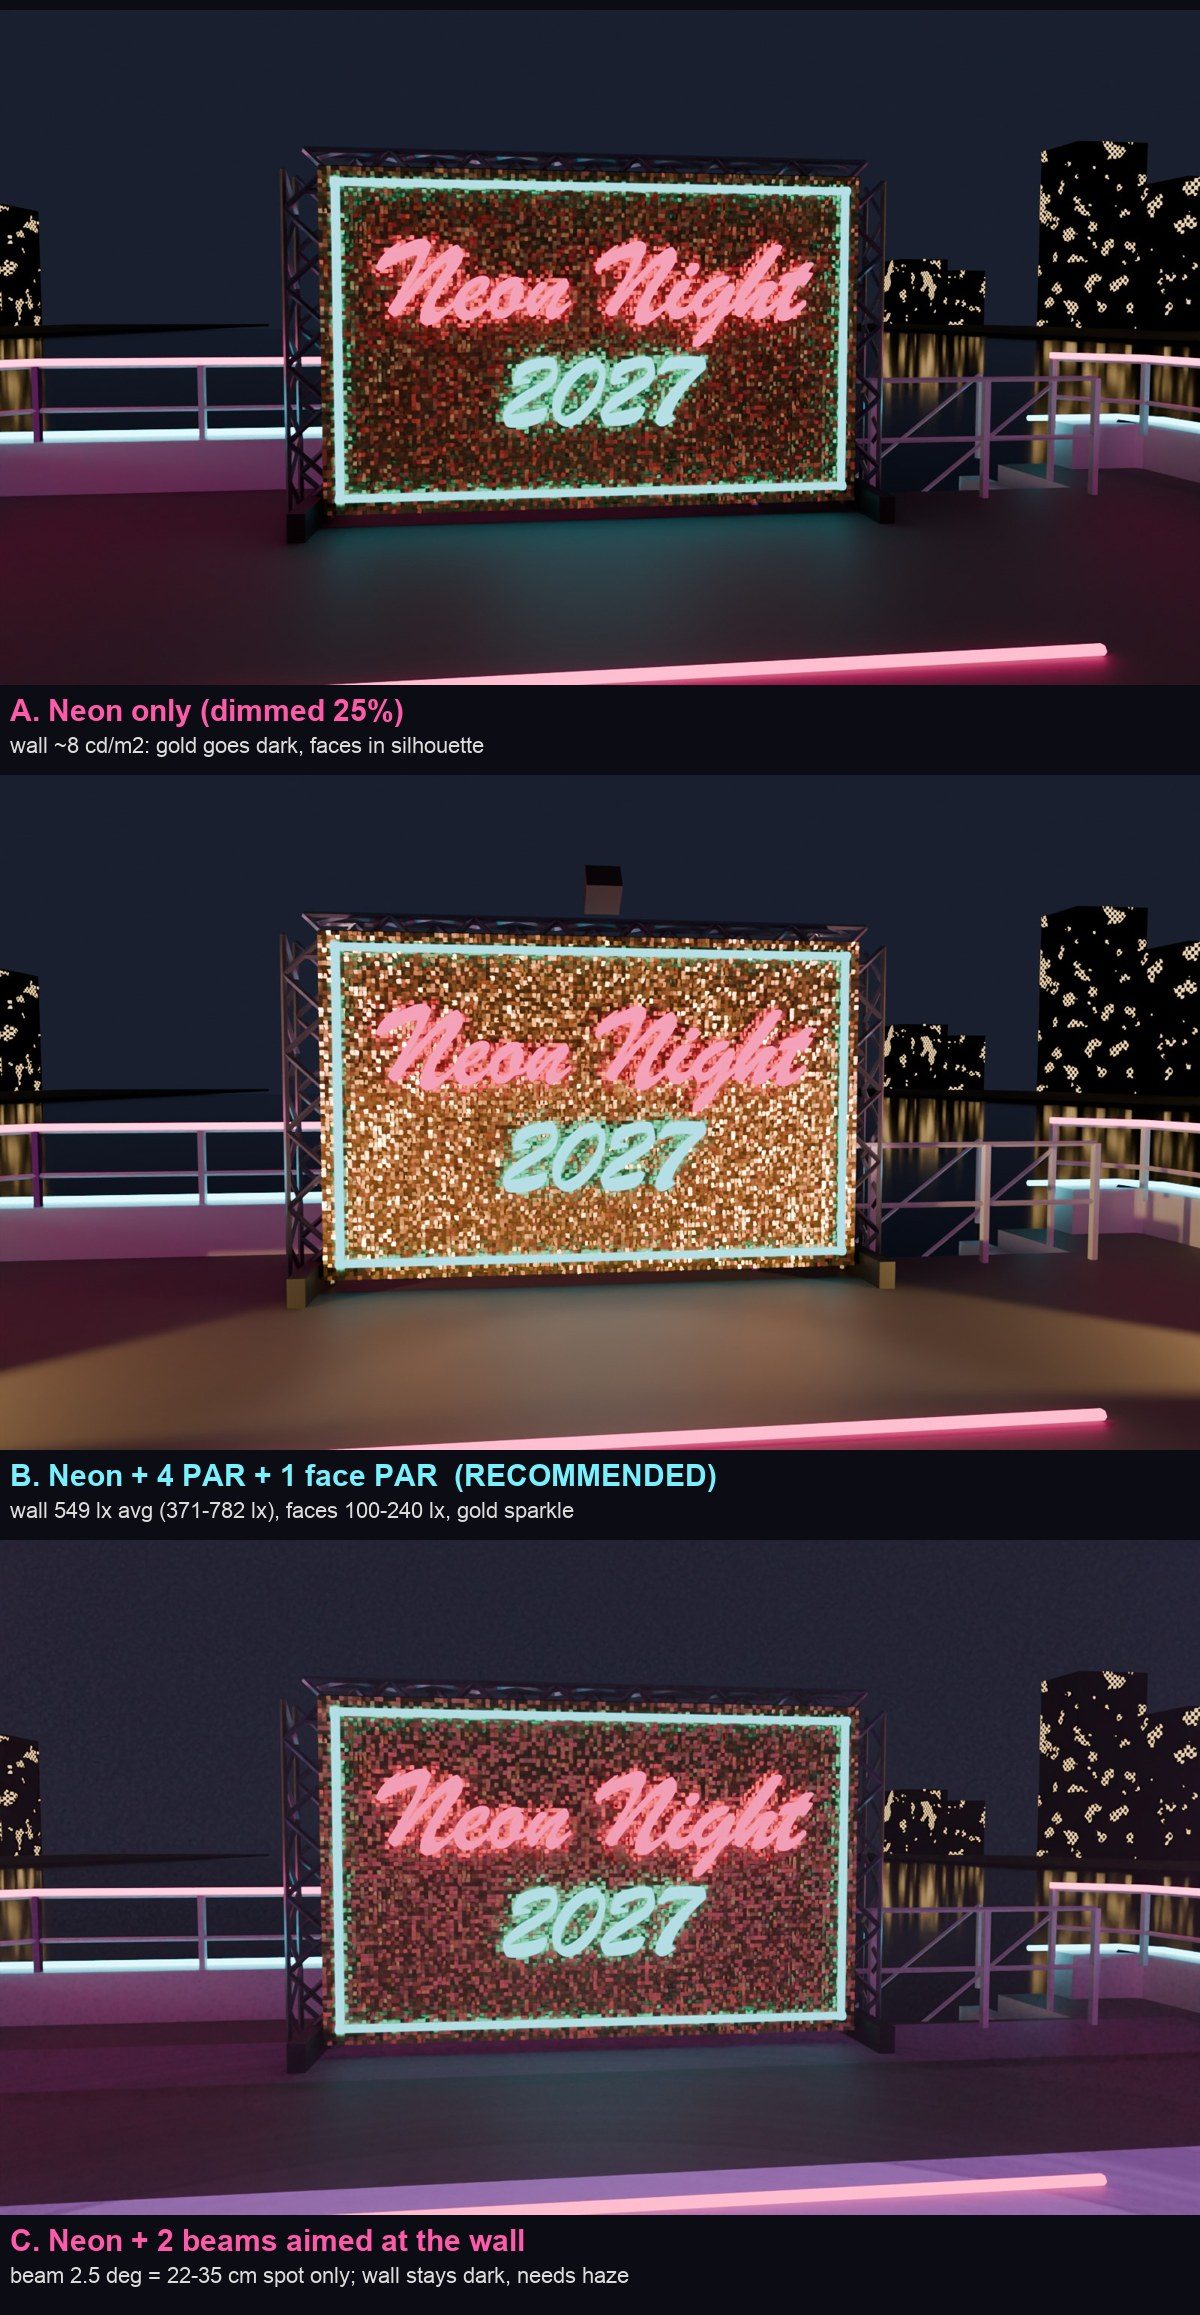 Neon Night
2027
A. Neon only (dimmed 25%)
wall ~8 cd/m2: gold goes dark, faces in silhouette
Neon Night
2027
B. Neon + 4 PAR + 1 face PAR  (RECOMMENDED)
wall 549 lx avg (371-782 lx), faces 100-240 lx, gold sparkle
Neon Night
2027
C. Neon + 2 beams aimed at the wall
beam 2.5 deg = 22-35 cm spot only; wall stays dark, needs haze